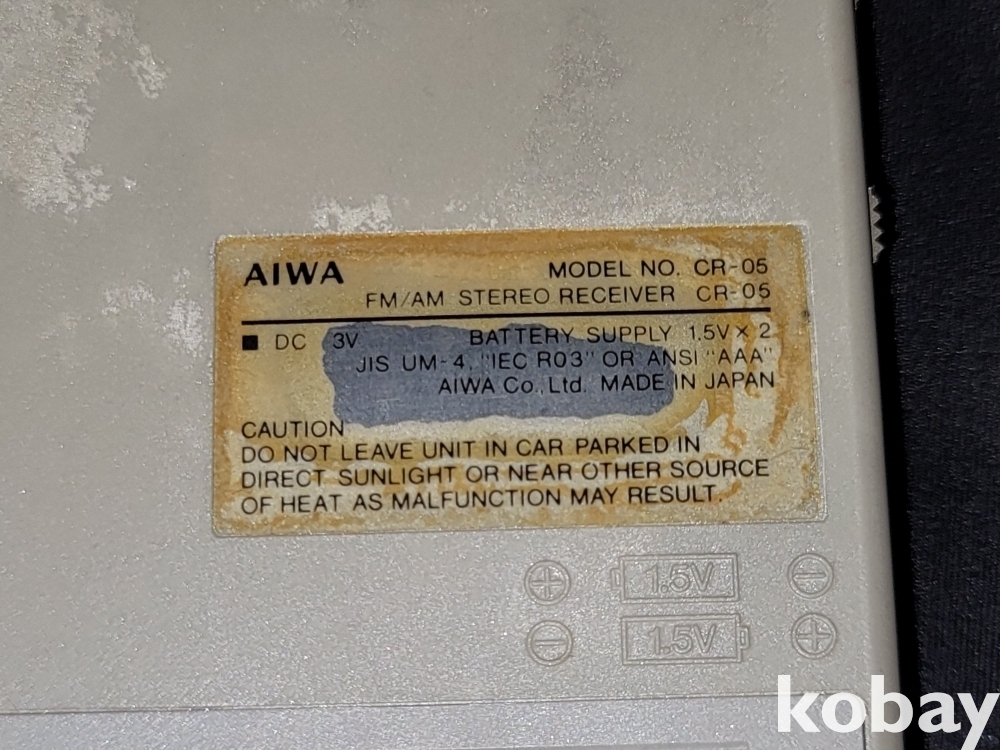 AIWA MODEL NO. CR-05
FM/AM STEREO RECEIVER CR-05
■ DC 3V BATTERY SUPPLY 1.5V × 2
JIS UM-4, "IEC R03" OR ANSI "AAA"
AIWA Co., Ltd. MADE IN JAPAN
CAUTION
DO NOT LEAVE UNIT IN CAR PARKED IN
DIRECT SUNLIGHT OR NEAR OTHER SOURCE
OF HEAT AS MALFUNCTION MAY RESULT.
⊕ 1.5V ⊖
⊖ 1.5V ⊕
kobay